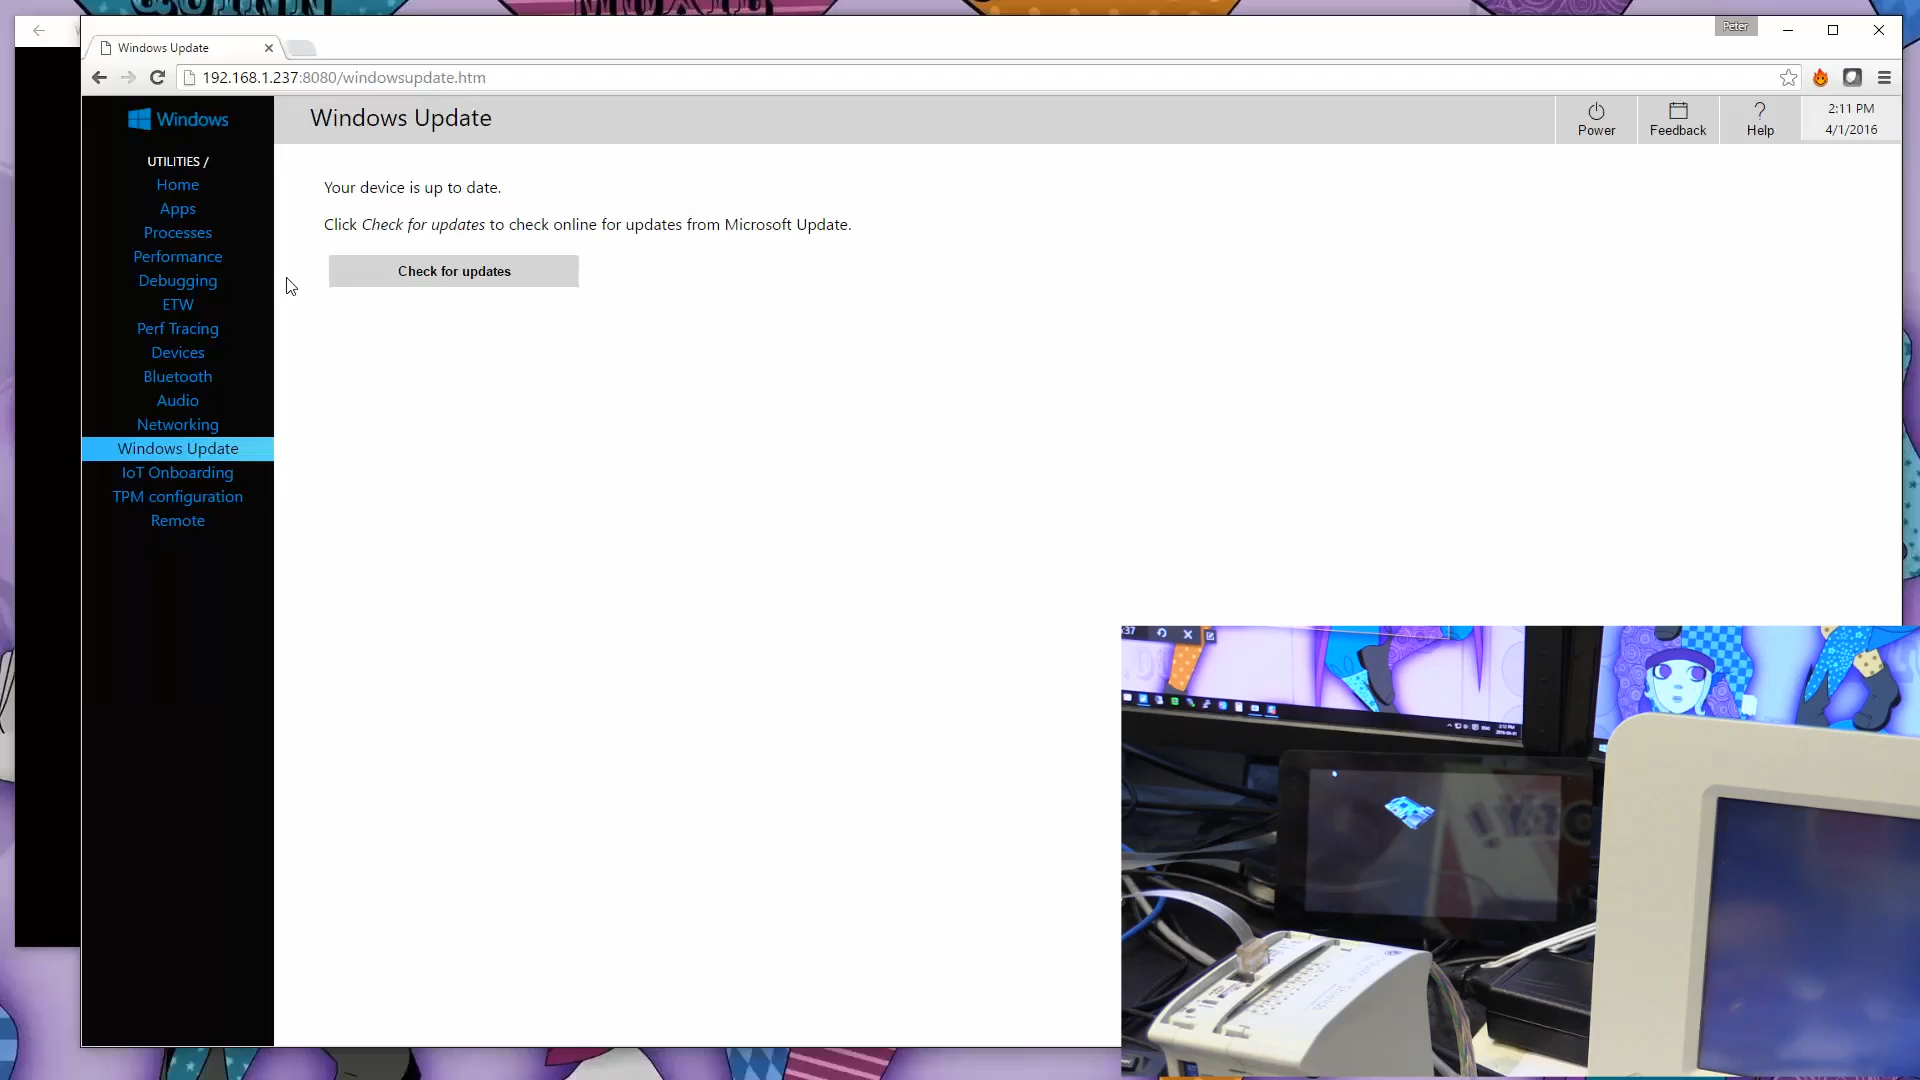 Peter
Windows Update
192.168.1.237:8080/windowsupdate.htm
Windows
Windows Update
Power
Feedback
Help
2:11 PM
4/1/2016
UTILITIES /
Home
Apps
Processes
Performance
Debugging
ETW
Perf Tracing
Devices
Bluetooth
Audio
Networking
Windows Update
IoT Onboarding
TPM configuration
Remote
Your device is up to date.
Click Check for updates to check online for updates from Microsoft Update.
Check for updates